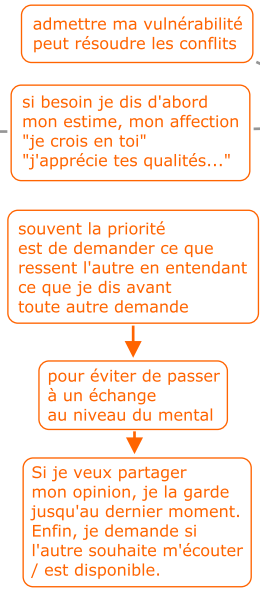 admettre ma vulnérabilité
peut résoudre les conflits
si besoin je dis d'abord
mon estime, mon affection
"je crois en toi"
"j'apprécie tes qualités..."
souvent la priorité
est de demander ce que
ressent l'autre en entendant
ce que je dis avant
toute autre demande
pour éviter de passer
à un échange
au niveau du mental
Si je veux partager
mon opinion, je la garde
jusqu'au dernier moment.
Enfin, je demande si
l'autre souhaite m'écouter
/ est disponible.